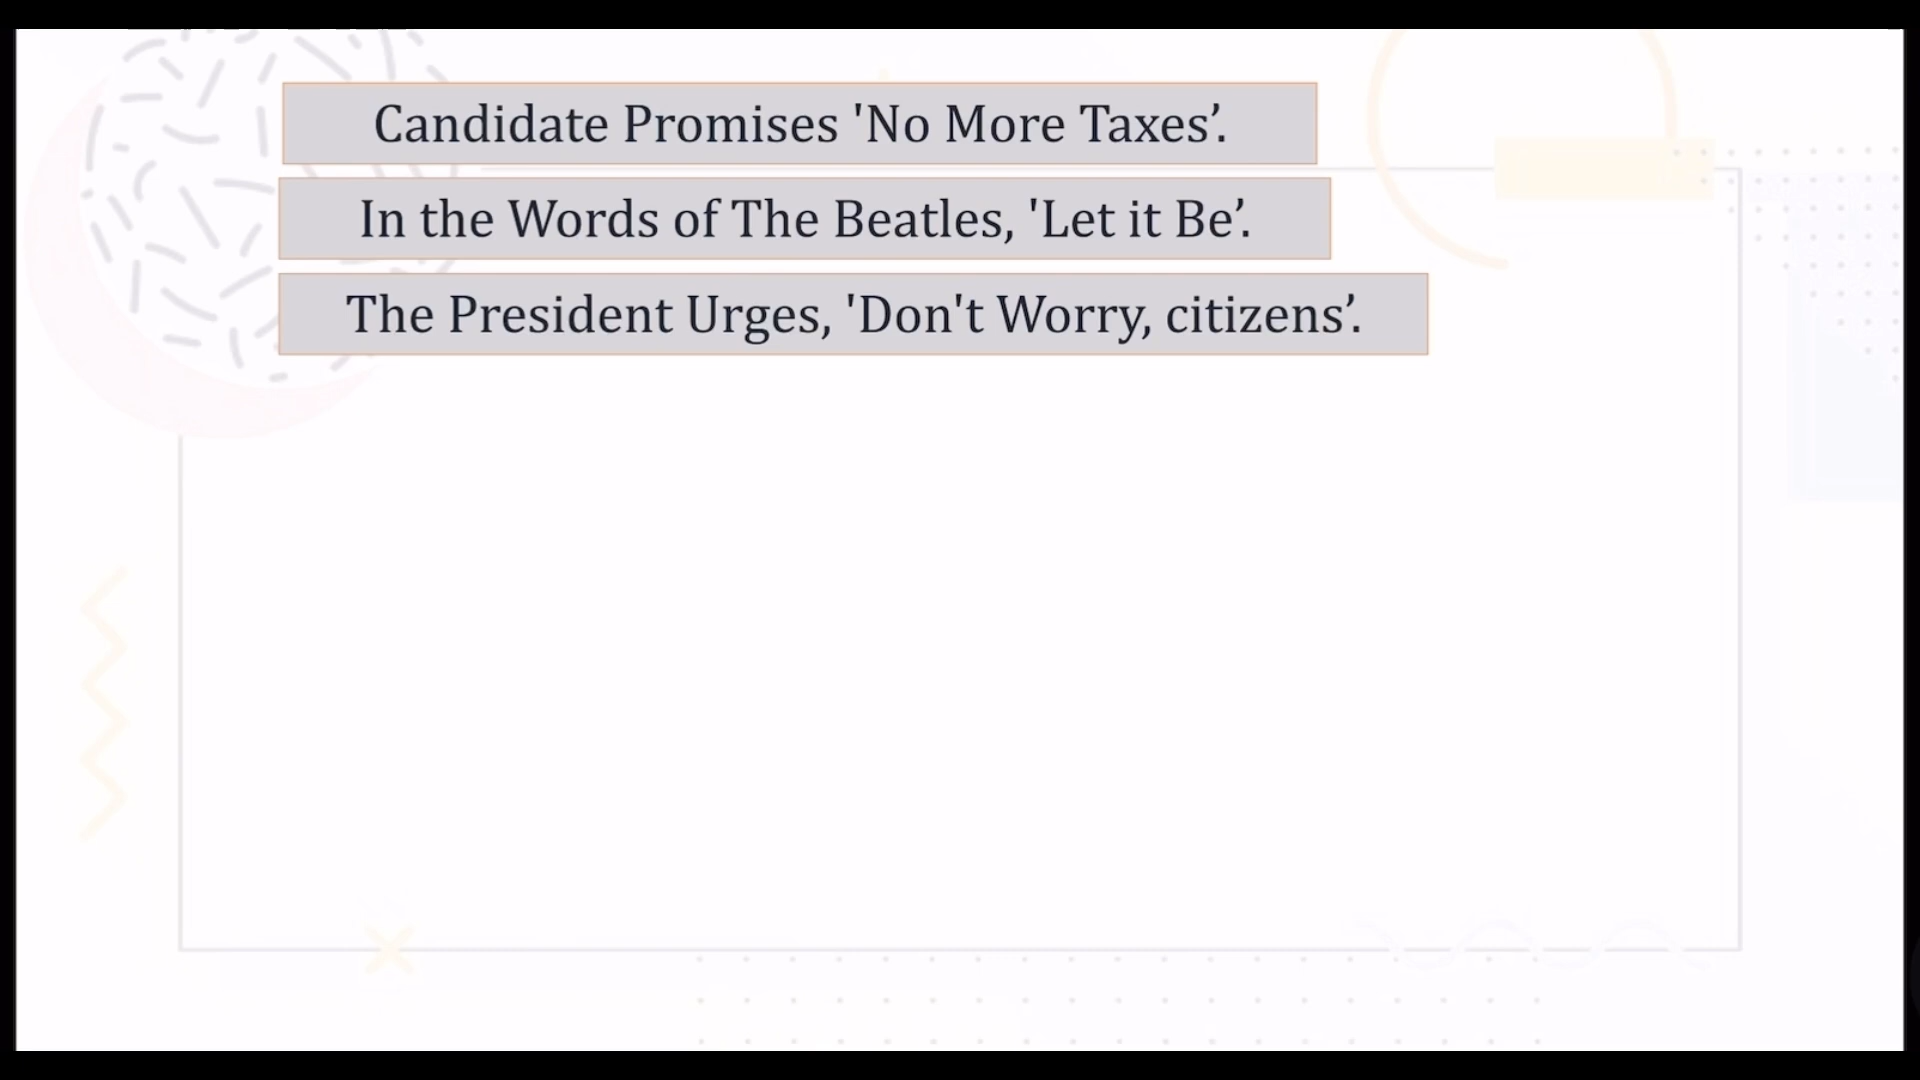 Candidate Promises 'No More Taxes’.
In the Words of The Beatles, 'Let it Be’.
The President Urges, 'Don't Worry, citizens’.